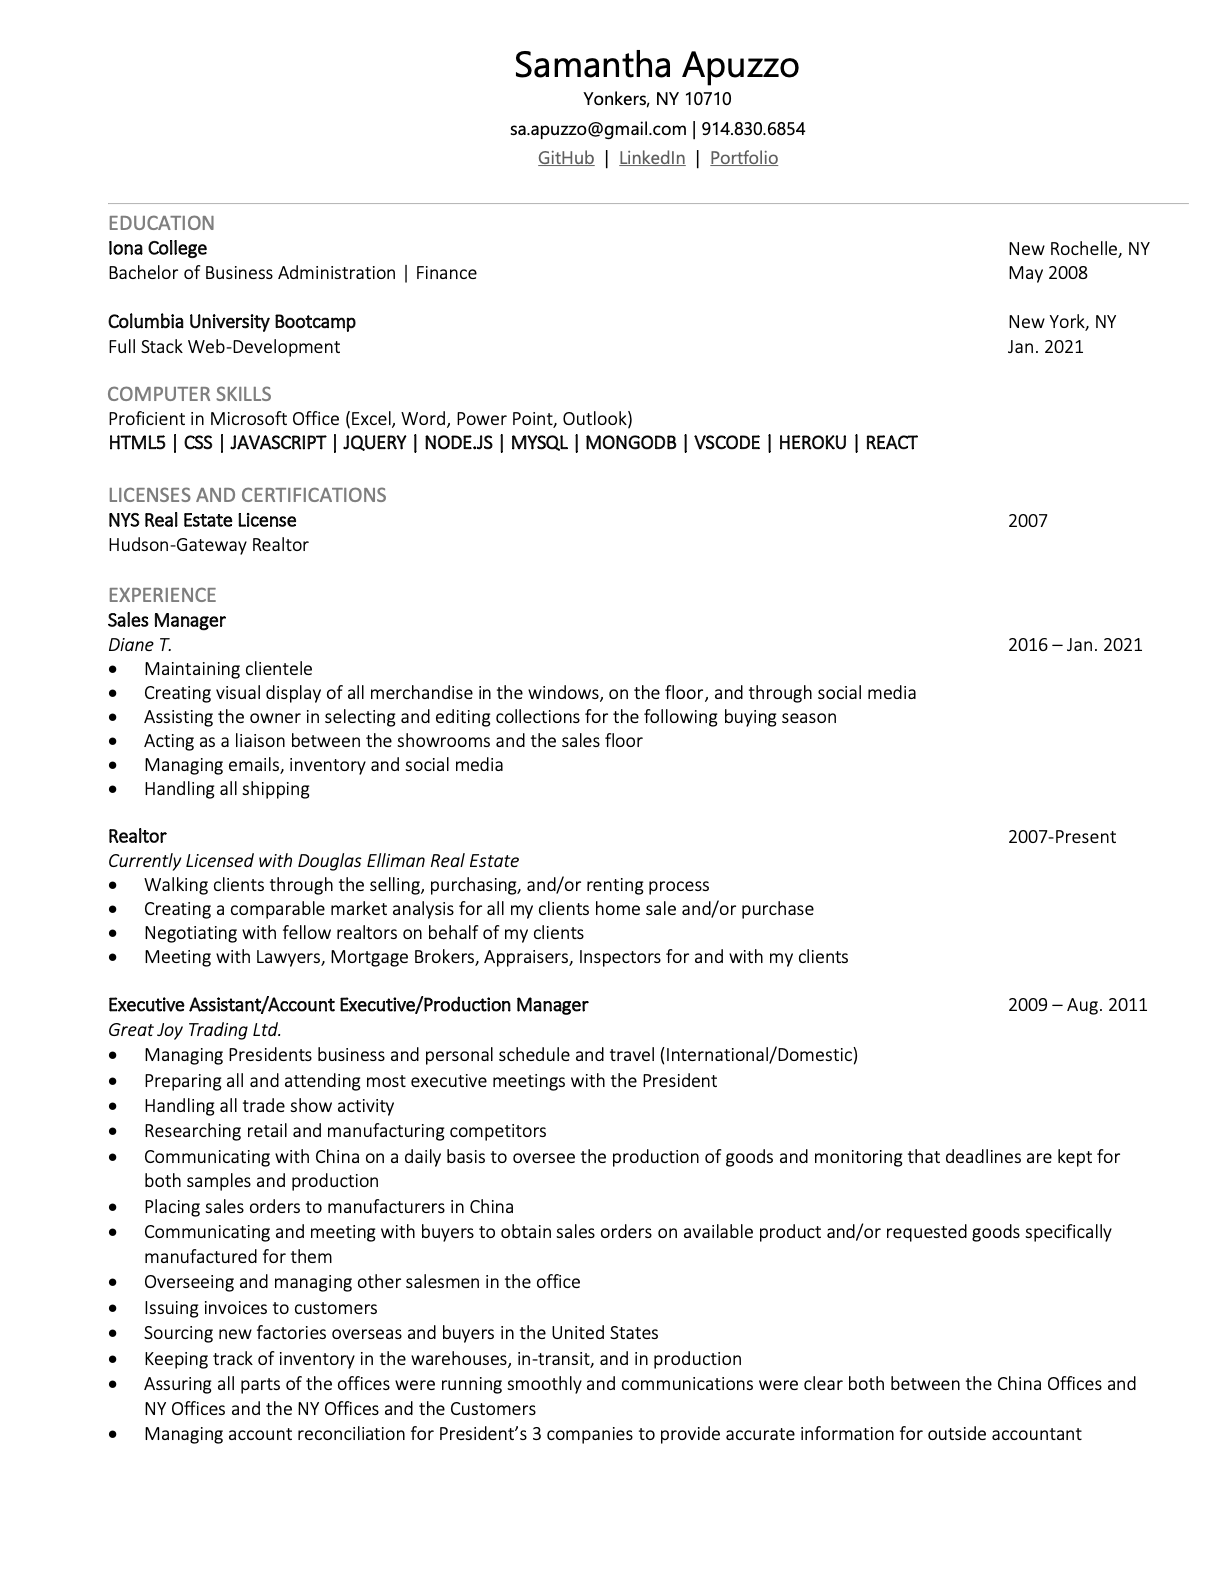 Samantha Apuzzo
Yonkers, NY 10710
sa.apuzzo@gmail.com | 914.830.6854
GitHub | LinkedIn | Portfolio
EDUCATION
Iona College New Rochelle, NY
Bachelor of Business Administration | Finance May 2008
Columbia University Bootcamp New York, NY
Full Stack Web-Development Jan. 2021
COMPUTER SKILLS
Proficient in Microsoft Office (Excel, Word, Power Point, Outlook)
HTML5 | CSS | JAVASCRIPT | JQUERY | NODE.JS | MYSQL | MONGODB | VSCODE | HEROKU | REACT
LICENSES AND CERTIFICATIONS
NYS Real Estate License 2007
Hudson-Gateway Realtor
EXPERIENCE
Sales Manager
Diane T. 2016 – Jan. 2021
• Maintaining clientele
• Creating visual display of all merchandise in the windows, on the floor, and through social media
• Assisting the owner in selecting and editing collections for the following buying season
• Acting as a liaison between the showrooms and the sales floor
• Managing emails, inventory and social media
• Handling all shipping
Realtor 2007-Present
Currently Licensed with Douglas Elliman Real Estate
• Walking clients through the selling, purchasing, and/or renting process
• Creating a comparable market analysis for all my clients home sale and/or purchase
• Negotiating with fellow realtors on behalf of my clients
• Meeting with Lawyers, Mortgage Brokers, Appraisers, Inspectors for and with my clients
Executive Assistant/Account Executive/Production Manager 2009 – Aug. 2011
Great Joy Trading Ltd.
• Managing Presidents business and personal schedule and travel (International/Domestic)
• Preparing all and attending most executive meetings with the President
• Handling all trade show activity
• Researching retail and manufacturing competitors
• Communicating with China on a daily basis to oversee the production of goods and monitoring that deadlines are kept for
both samples and production
• Placing sales orders to manufacturers in China
• Communicating and meeting with buyers to obtain sales orders on available product and/or requested goods specifically
manufactured for them
• Overseeing and managing other salesmen in the office
• Issuing invoices to customers
• Sourcing new factories overseas and buyers in the United States
• Keeping track of inventory in the warehouses, in-transit, and in production
• Assuring all parts of the offices were running smoothly and communications were clear both between the China Offices and
NY Offices and the NY Offices and the Customers
• Managing account reconciliation for President’s 3 companies to provide accurate information for outside accountant